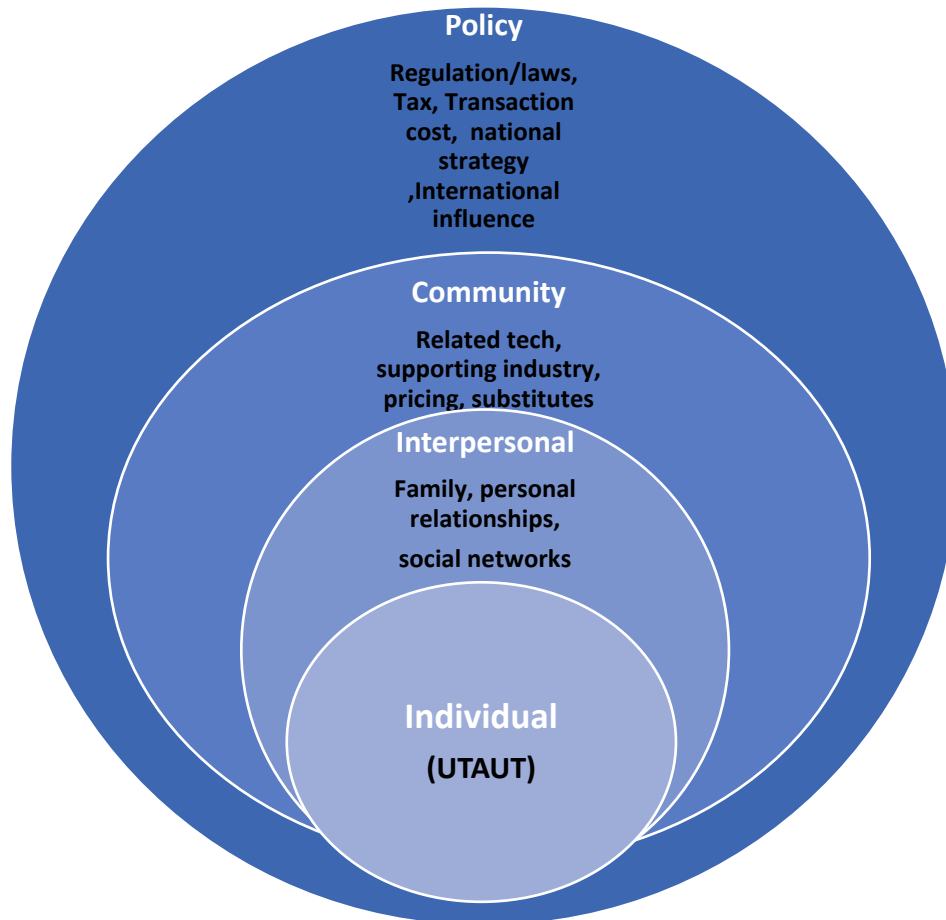 Policy
Regulation/laws,
Tax, Transaction
cost, national
strategy
,International
influence
Community
Related tech,
supporting industry,
pricing, substitutes
Interpersonal
Family, personal
relationships,
social networks
Individual
(UTAUT)